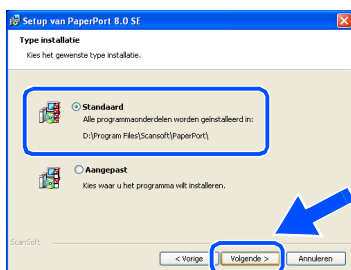 Setup van PaperPort 8.0 SE
Type installatie
Kies het gewenste type installatie.
Standaard
Alle programmaonderdelen worden geïnstalleerd in:
D:\Program Files\Scansoft\PaperPort\
Aangepast
Kies waar u het programma wilt installeren.
ScanSoft
< Vorige
Volgende >
Annuleren